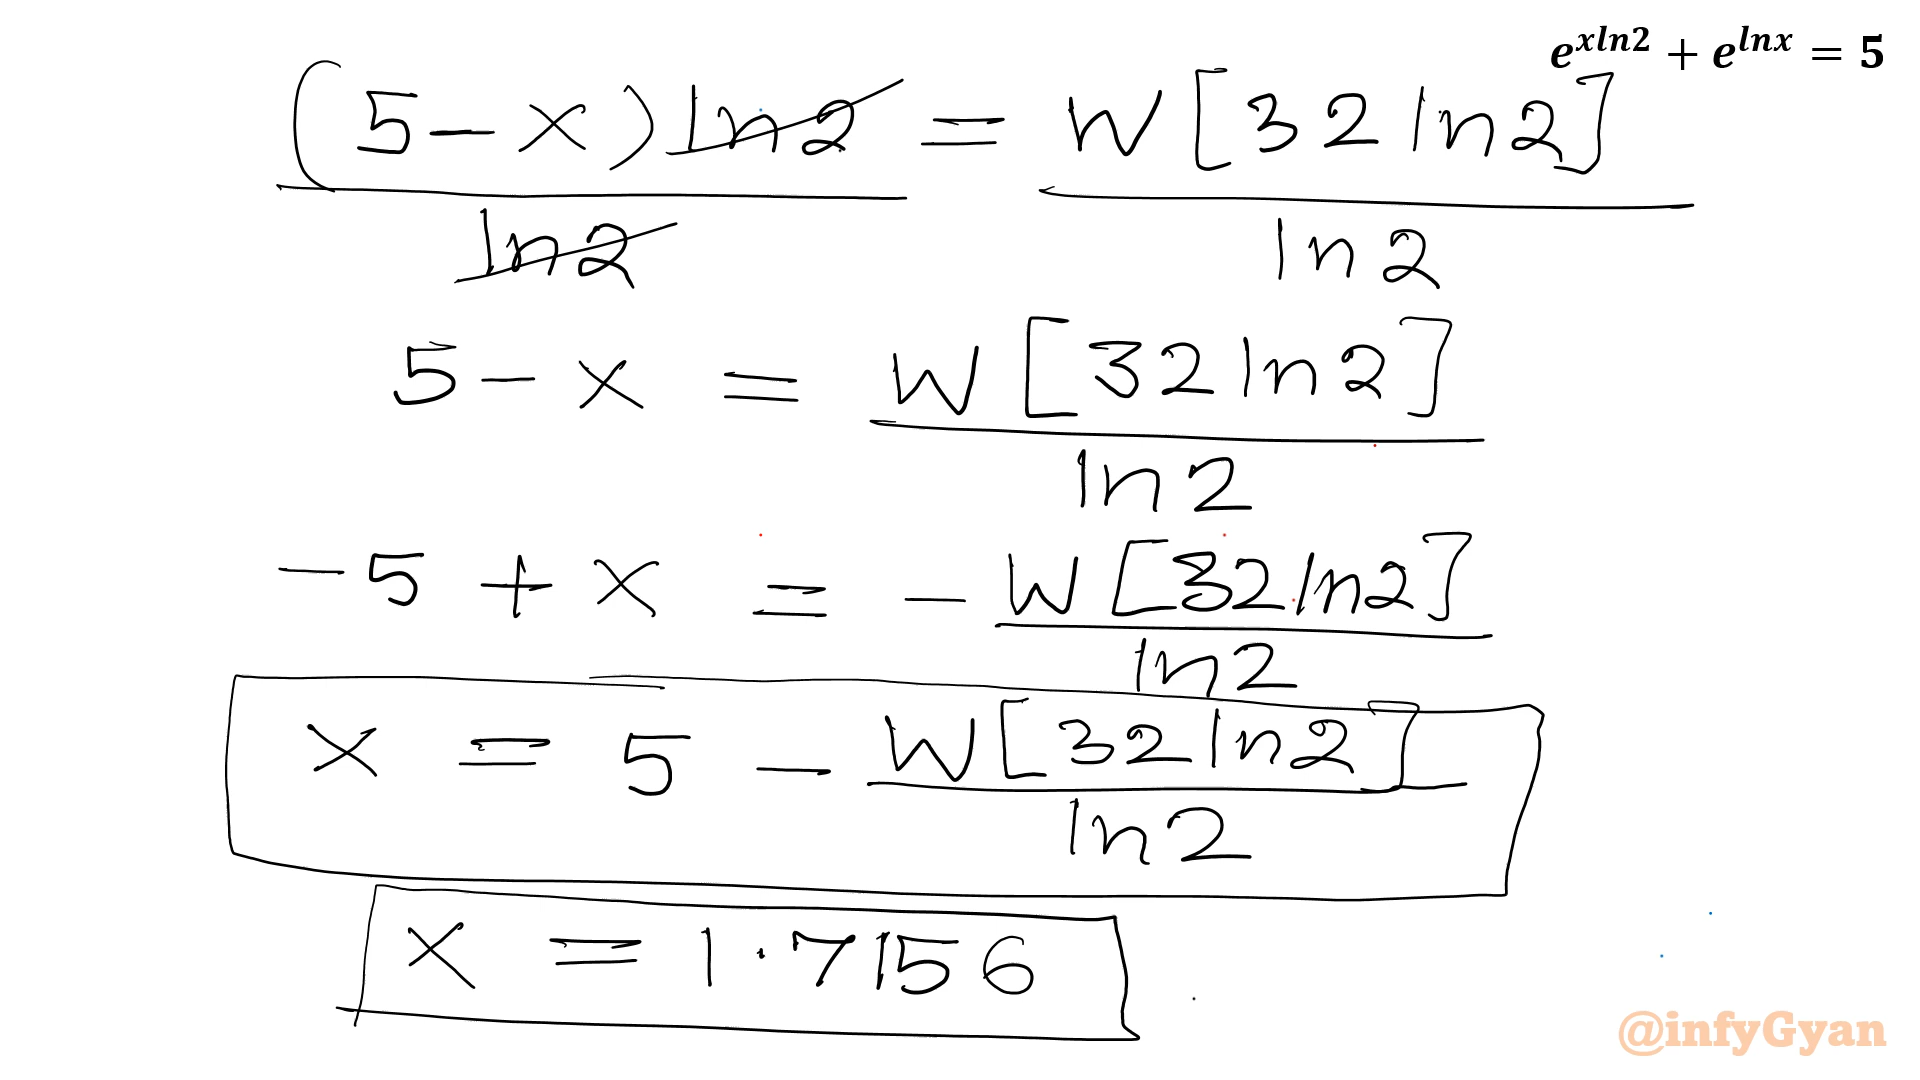 e^{xln2} + e^{lnx} = 5
(5 - x) ln2 / ln2 = W[32 ln2] / ln2
5 - x = W[32 ln2] / ln2
-5 + x = - W[32 ln2] / ln2
x = 5 - W[32 ln2] / ln2
x = 1.7156
@infyGyan